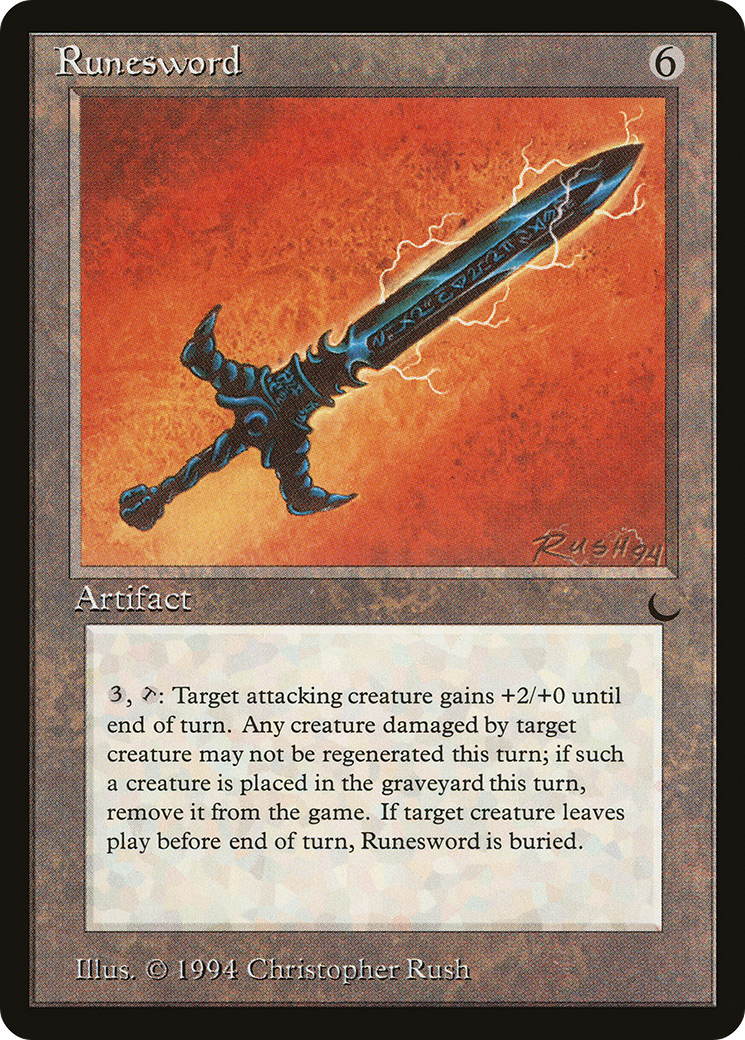 Runesword 6
RUSH 94
Artifact
3, T: Target attacking creature gains +2/+0 until
end of turn. Any creature damaged by target
creature may not be regenerated this turn; if such
a creature is placed in the graveyard this turn,
remove it from the game. If target creature leaves
play before end of turn, Runesword is buried.
Illus. © 1994 Christopher Rush